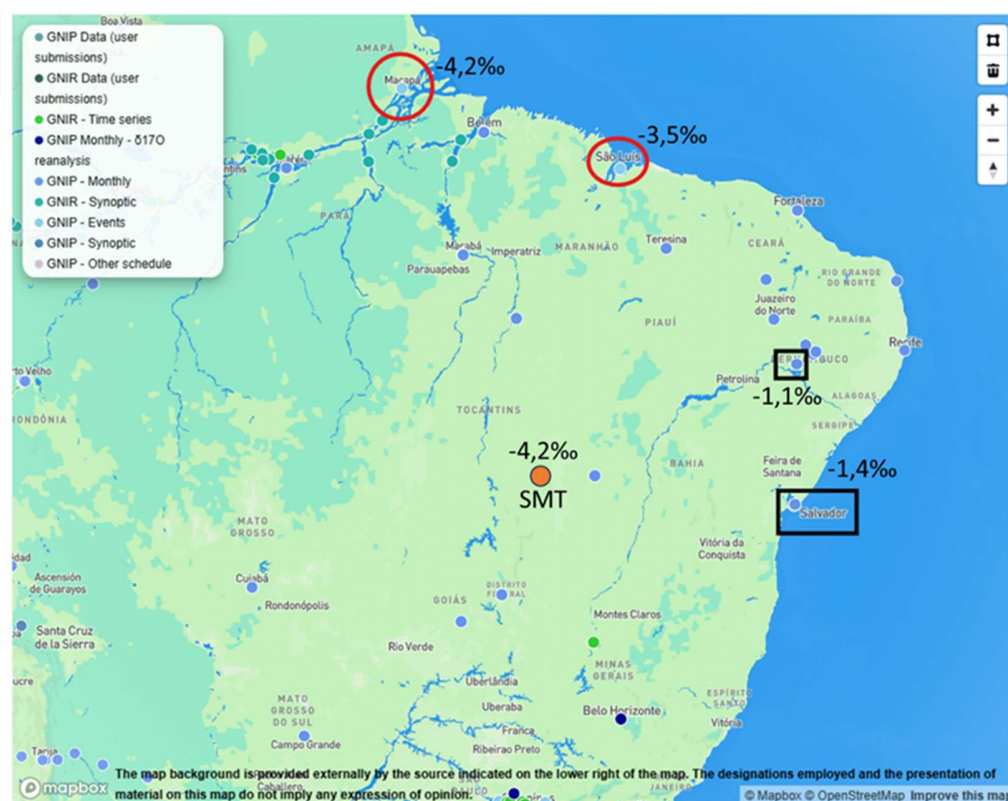 Boa Vista
GNIP Data (user
submissions)
GNIR Data (user
submissions)
GNIR - Time series
GNIP Monthly - δ17O
reanalysis
GNIP - Monthly
GNIR - Synoptic
GNIP - Events
GNIP - Synoptic
GNIP - Other schedule
AMAPÁ
Macapá
-4,2‰
Belém
-3,5‰
São Luís
PARÁ
Fortaleza
Marabá
Imperatriz
MARANHÃO
Teresina
CEARÁ
Parauapebas
RIO GRANDE
DO NORTE
Juazeiro
do Norte
PIAUÍ
PARAÍBA
Recife
Petrolina
-1,1‰
ALAGOAS
TOCANTINS
SERGIPE
RONDÔNIA
-4,2‰
SMT
BAHIA
Feira de
Santana
-1,4‰
Salvador
MATO
GROSSO
Vitória da
Conquista
Ascensión
de Guarayos
Cuiabá
Rondonópolis
GOIÁS
DISTRITO
FEDERAL
Montes Claros
Santa Cruz
de la Sierra
Rio Verde
MINAS
GERAIS
Uberlândia
Uberaba
ESPÍRITO
SANTO
MATO
GROSSO
DO SUL
Belo Horizonte
Vitória
Franca
Campo Grande
Ribeirao Preto
Tarija
mapbox
The map background is provided externally by the source indicated on the lower right of the map. The designations employed and the presentation of
material on this map do not imply any expression of opinion.
© Mapbox © OpenStreetMap Improve this map